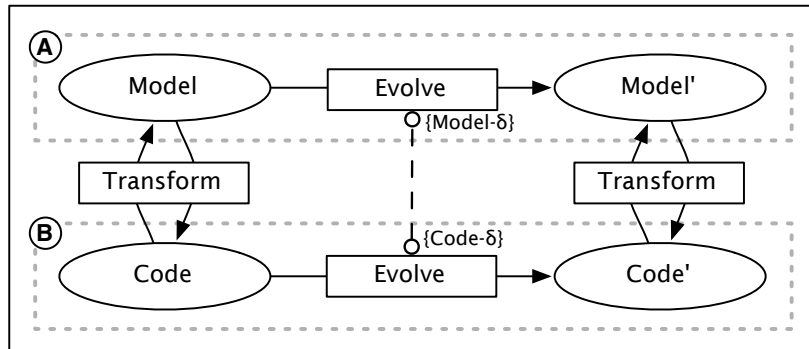 A
Model
Evolve
Model'
{Model-δ}
Transform
Transform
B
{Code-δ}
Code
Evolve
Code'